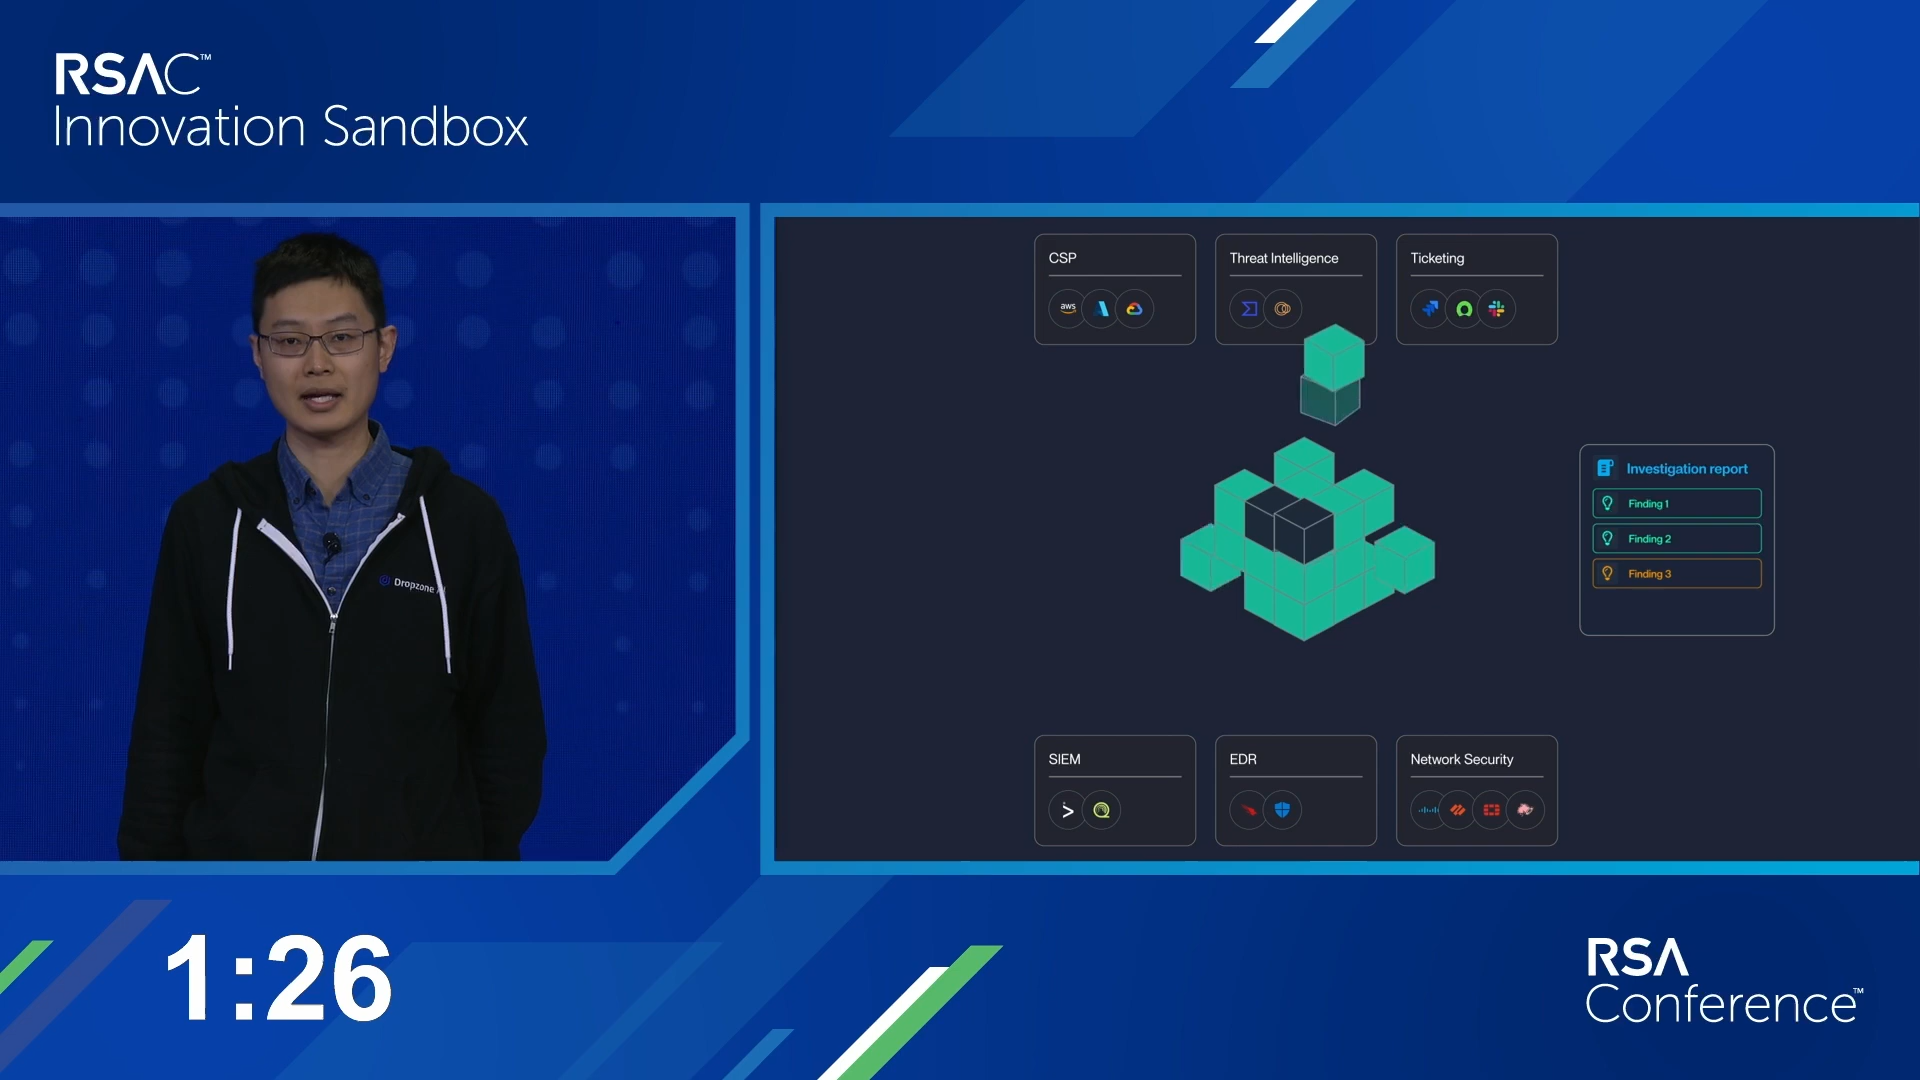 RSAC™
Innovation Sandbox
CSP
aws
Threat Intelligence
Ticketing
Investigation report
Finding 1
Finding 2
Finding 3
Dropzone AI
SIEM
EDR
Network Security
1:26
RSA
Conference™